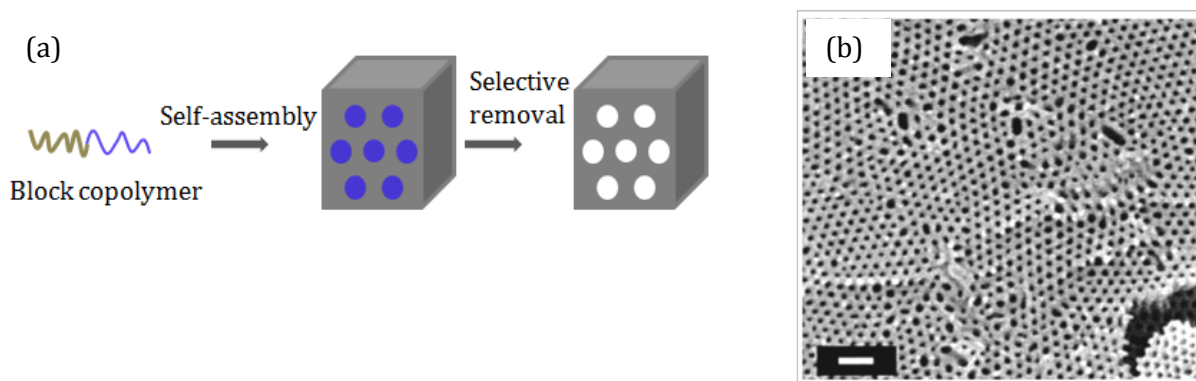 (a)
Block copolymer
Self-assembly
Selective
removal
(b)